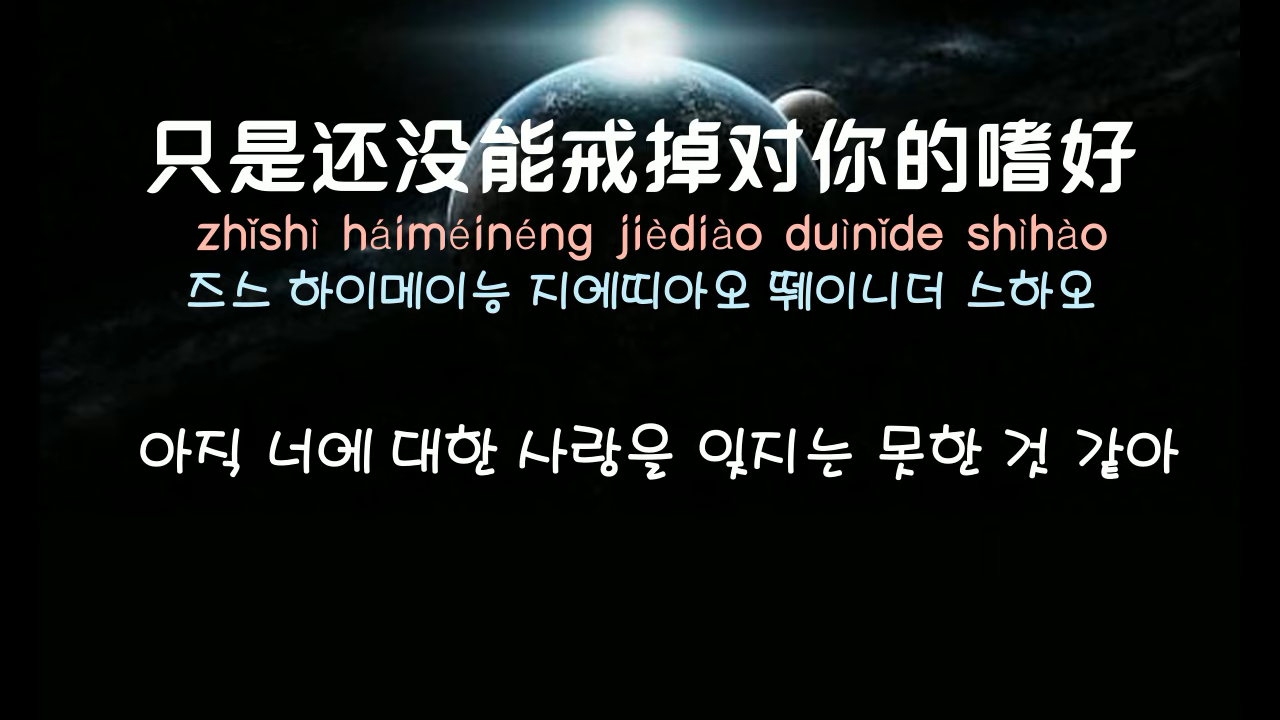 只是还没能戒掉对你的嗜好
zhǐshì háiméinéng jièdiào duìnǐde shìhào
즈스 하이메이능 지에띠아오 뛔이니더 스하오
아직 너에 대한 사랑을 잊지는 못한 것 같아